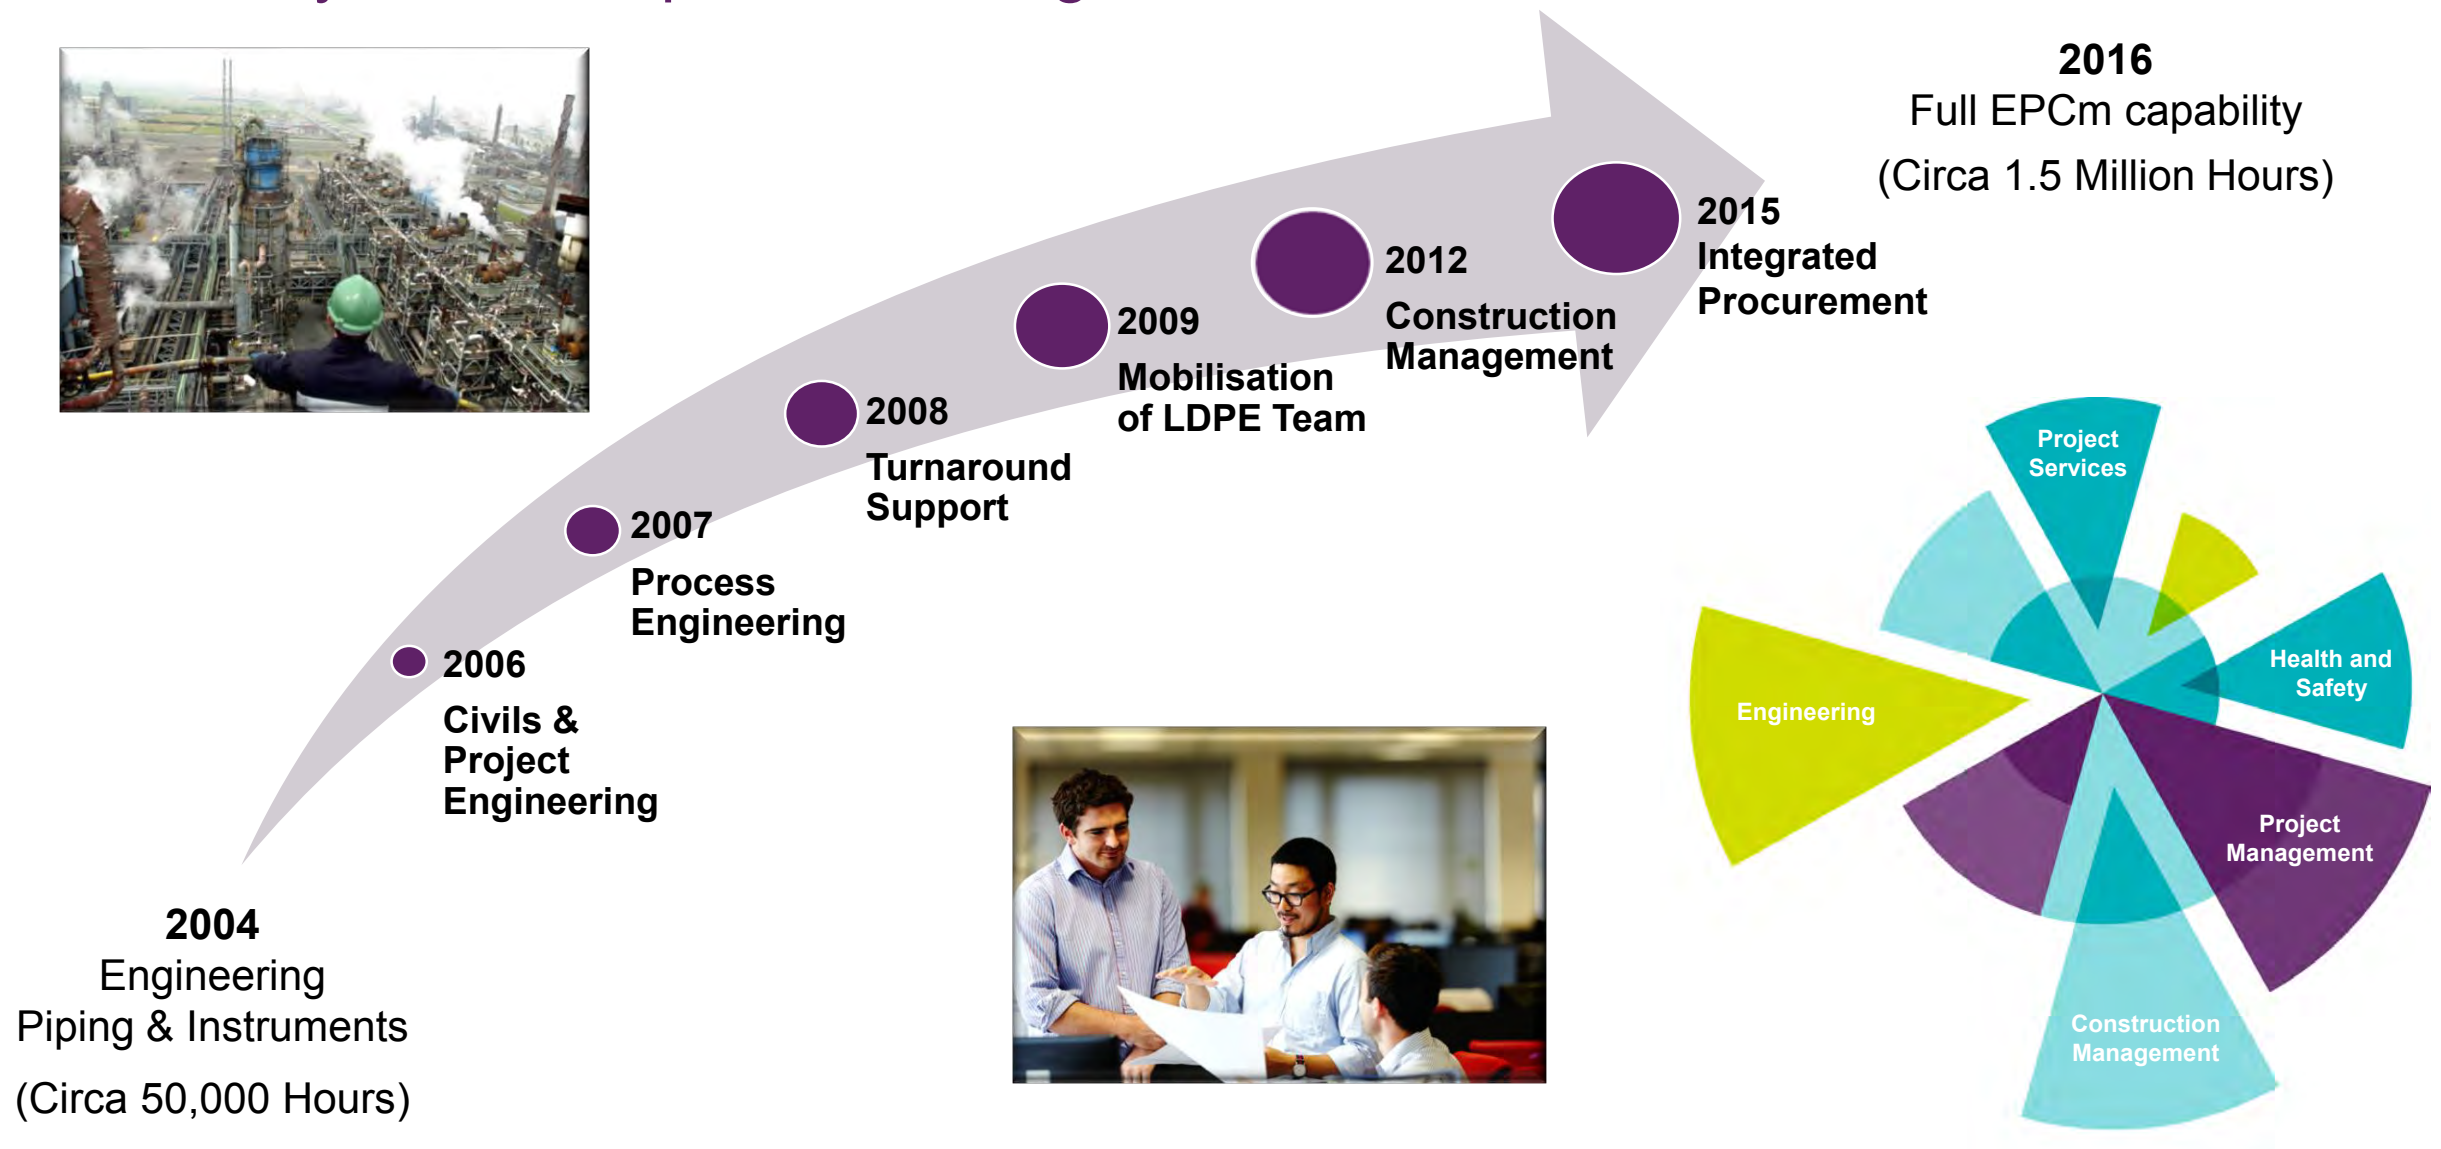 2016
Full EPCm capability
(Circa 1.5 Million Hours)
2015
Integrated
Procurement
2012
Construction
Management
2009
Mobilisation
of LDPE Team
2008
Turnaround
Support
2007
Process
Engineering
2006
Civils &
Project
Engineering
2004
Engineering
Piping & Instruments
(Circa 50,000 Hours)
Project
Services
Health and
Safety
Engineering
Project
Management
Construction
Management